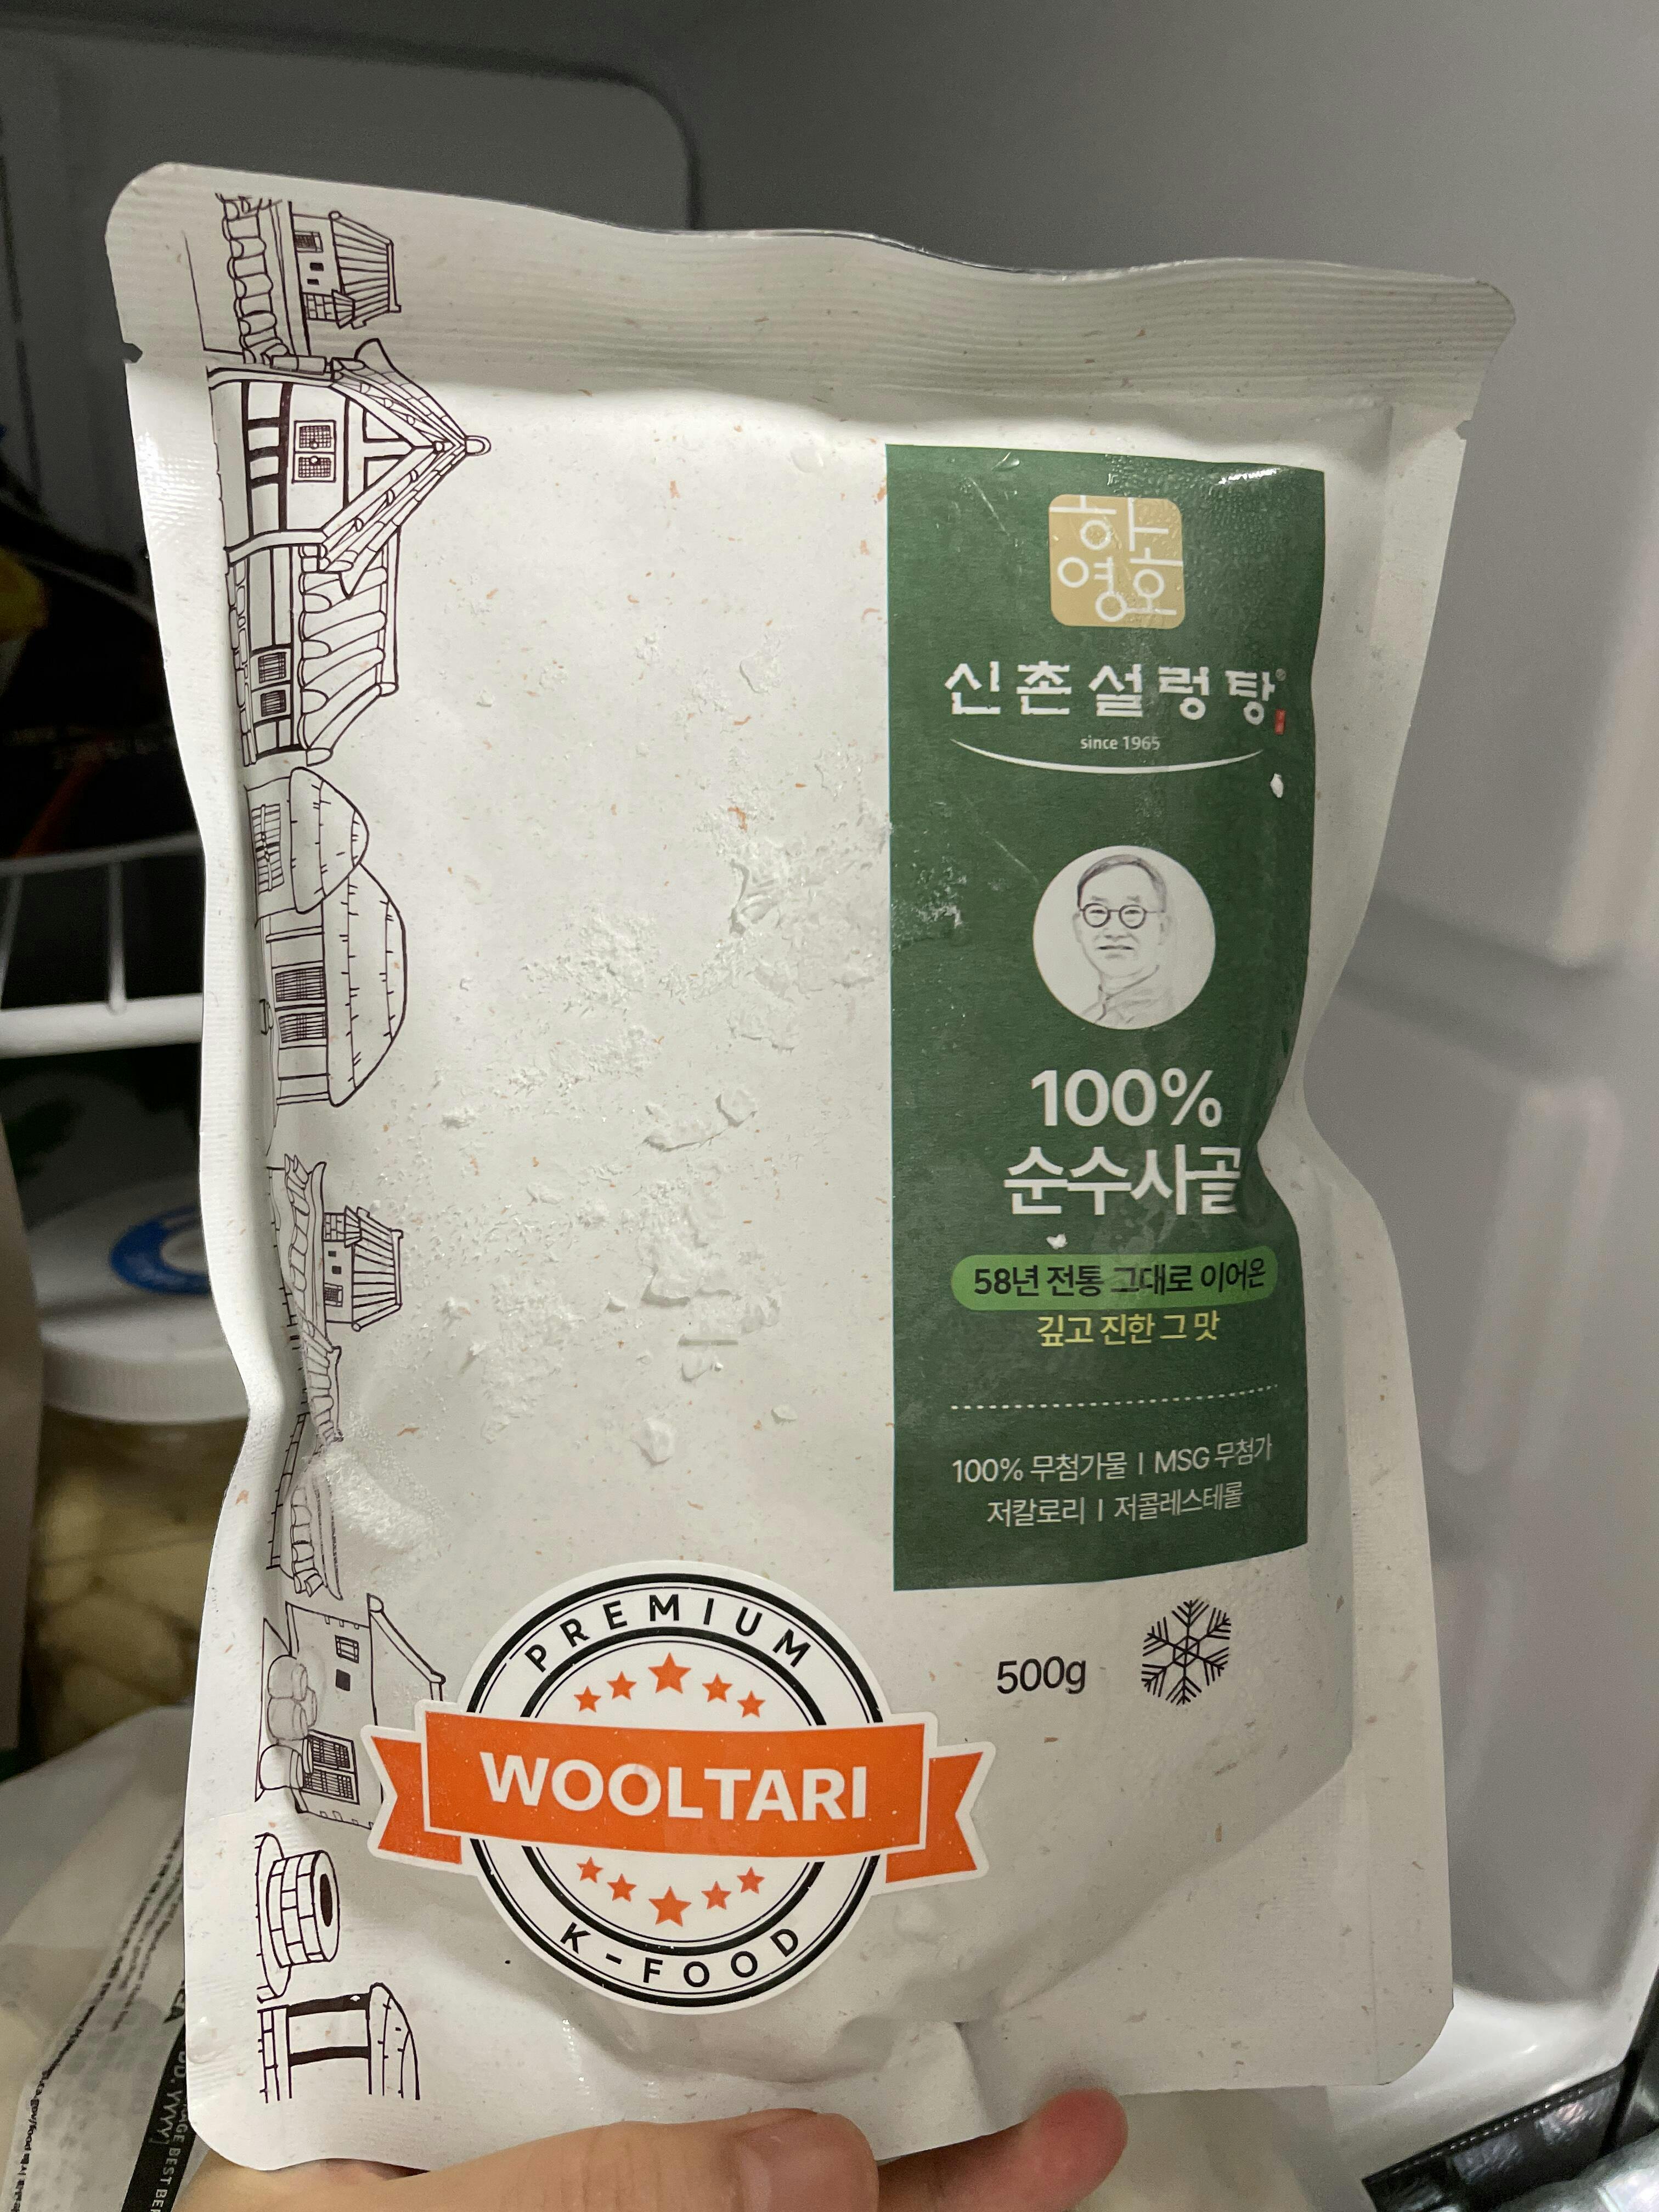 하영호
신촌설렁탕
since 1965
100%
순수사골
58년 전통 그대로 이어온
깊고 진한 그 맛
100% 무첨가물 | MSG 무첨가
저칼로리 | 저콜레스테롤
500g
PREMIUM
WOOLTARI
K-FOOD